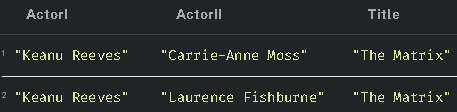 ActorI ActorII Title
1 "Keanu Reeves" "Carrie-Anne Moss" "The Matrix"
2 "Keanu Reeves" "Laurence Fishburne" "The Matrix"